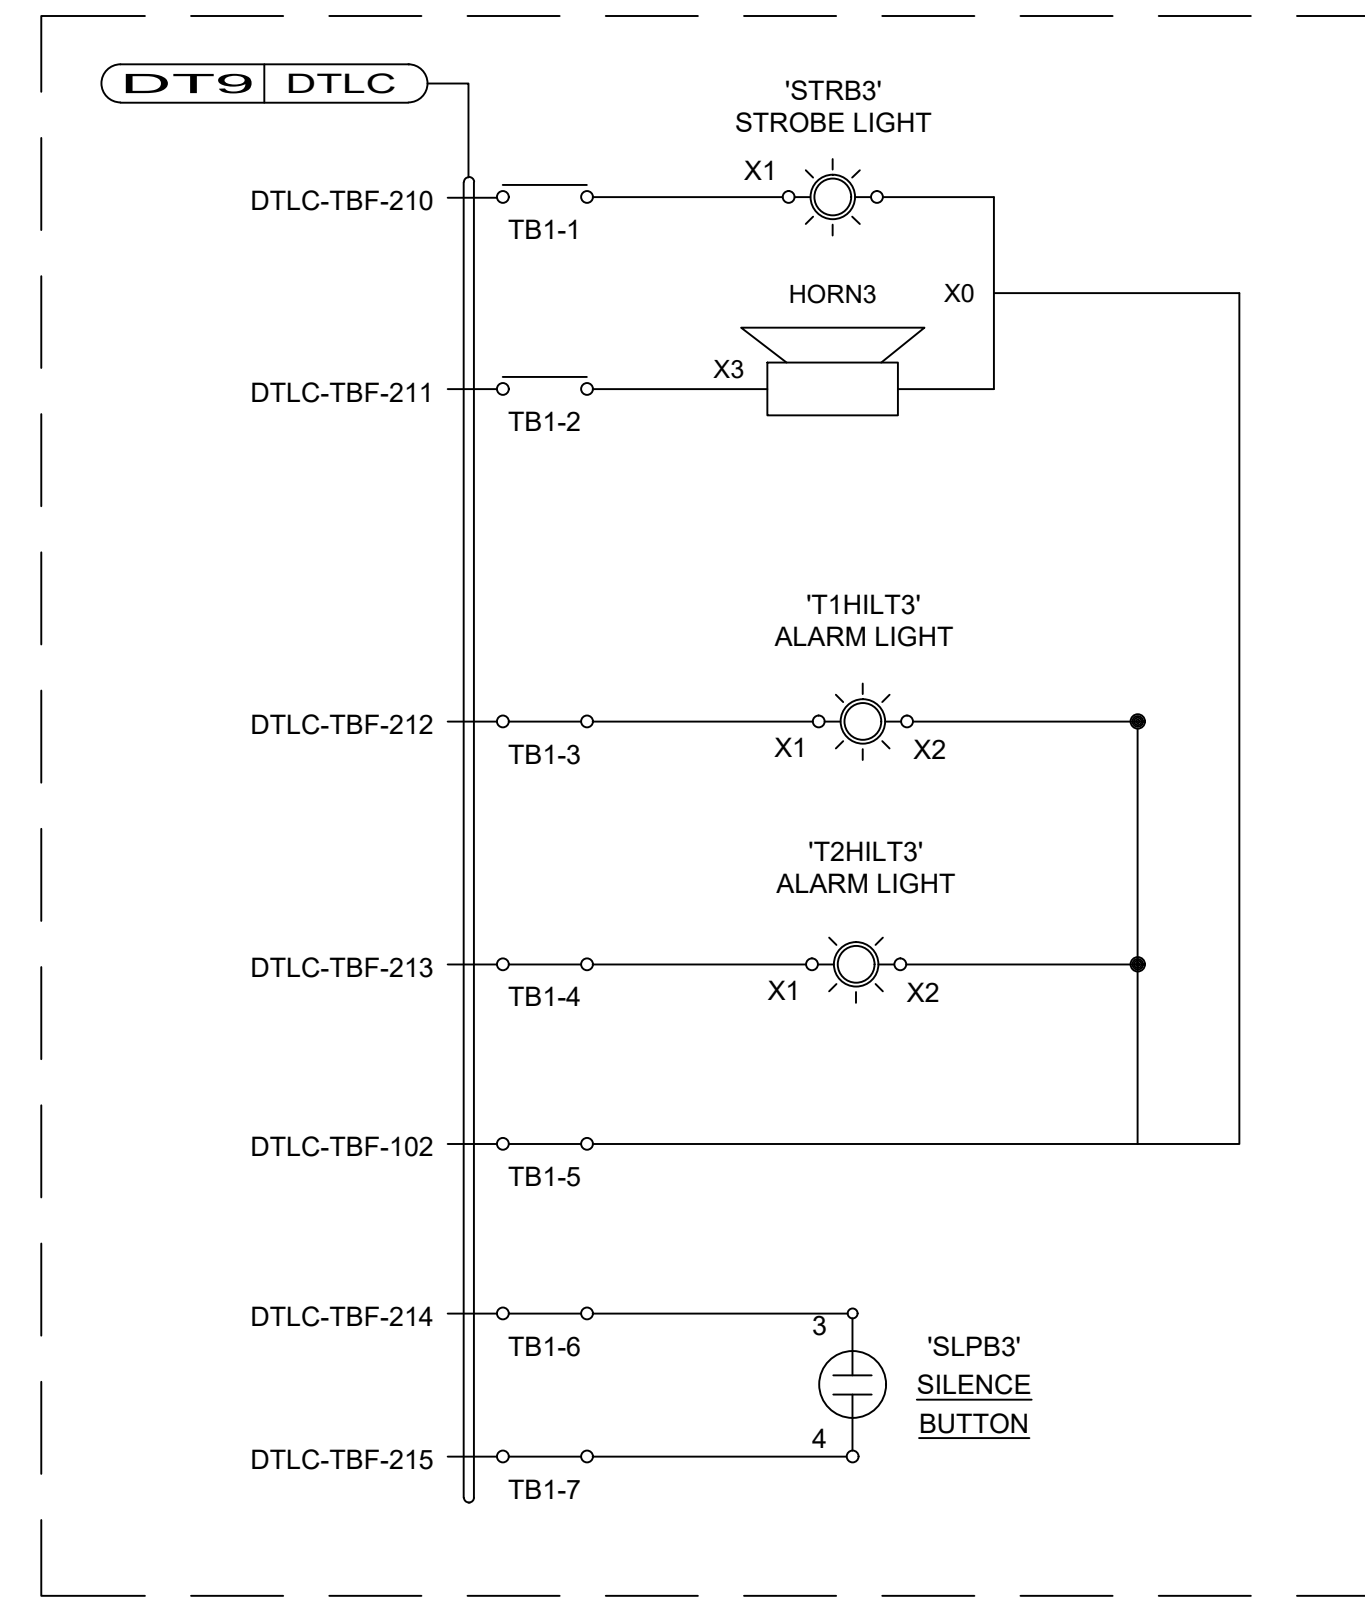 DT9 DTLC
'STRB3'
STROBE LIGHT
X1
DTLC-TBF-210
TB1-1
HORN3
X0
X3
DTLC-TBF-211
TB1-2
'T1HILT3'
ALARM LIGHT
DTLC-TBF-212
TB1-3
X1
X2
'T2HILT3'
ALARM LIGHT
DTLC-TBF-213
TB1-4
X1
X2
DTLC-TBF-102
TB1-5
DTLC-TBF-214
TB1-6
3
'SLPB3'
SILENCE
BUTTON
4
DTLC-TBF-215
TB1-7